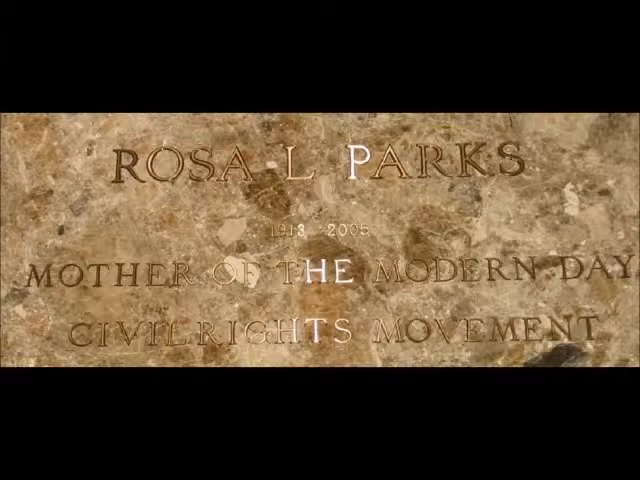 ROSA L PARKS
1913 - 2005
MOTHER OF THE MODERN DAY
CIVIL RIGHTS MOVEMENT